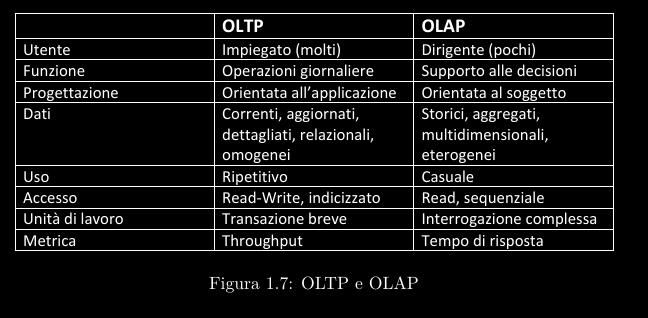 OLTP OLAP
Utente Impiegato (molti) Dirigente (pochi)
Funzione Operazioni giornaliere Supporto alle decisioni
Progettazione Orientata all'applicazione Orientata al soggetto
Dati Correnti, aggiornati, Storici, aggregati,
dettagliati, relazionali, multidimensionali,
omogenei eterogenei
Uso Ripetitivo Casuale
Accesso Read-Write, indicizzato Read, sequenziale
Unità di lavoro Transazione breve Interrogazione complessa
Metrica Throughput Tempo di risposta
Figura 1.7: OLTP e OLAP